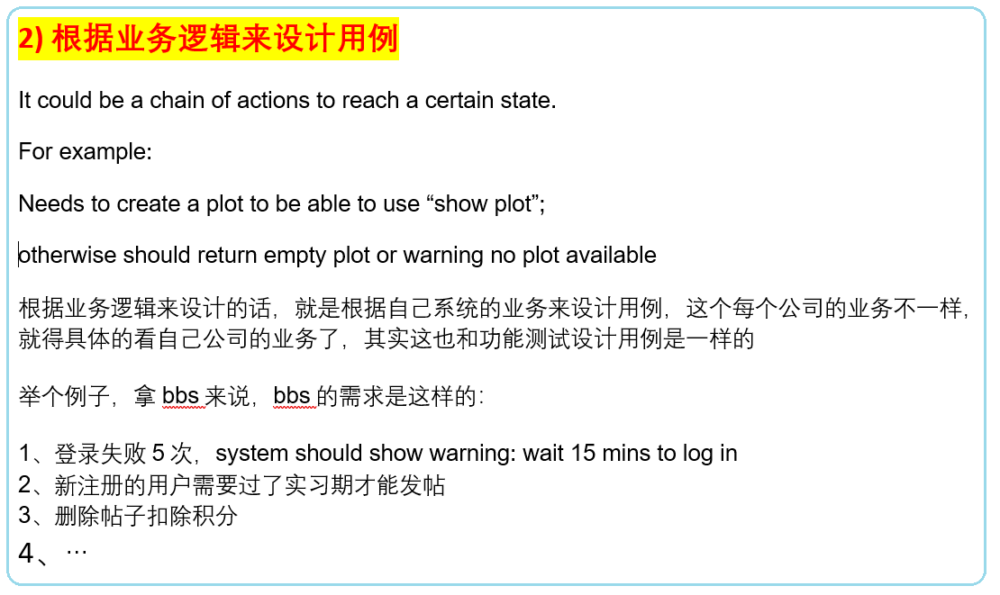 2) 根据业务逻辑来设计用例
It could be a chain of actions to reach a certain state.
For example:
Needs to create a plot to be able to use “show plot”;
otherwise should return empty plot or warning no plot available
根据业务逻辑来设计的话，就是根据自己系统的业务来设计用例，这个每个公司的业务不一样，
就得具体的看自己公司的业务了，其实这也和功能测试设计用例是一样的
举个例子，拿 bbs 来说，bbs 的需求是这样的：
1、登录失败 5 次，system should show warning: wait 15 mins to log in
2、新注册的用户需要过了实习期才能发帖
3、删除帖子扣除积分
4、…